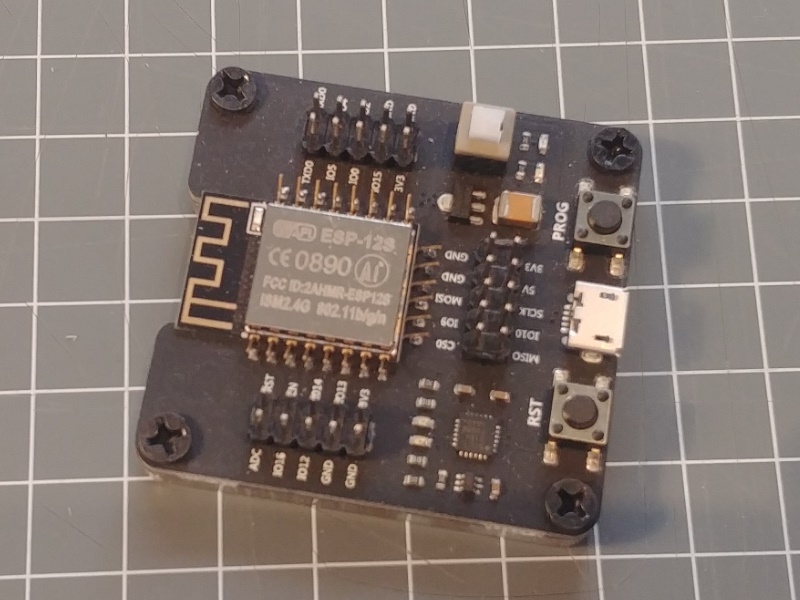 TXD0 IO5 IO0 IO15 3V3
ESP-12S
CE 0890
FCC ID:2AHMR-ESP12S
ISM2.4G 802.11b/g/n
PROG
GND 3V3
GND 5V
MOSI SCLK
IO9 IO10
CS0 MISO
RST EN IO14 IO13 3V3
ADC IO16 IO12 GND GND
RST